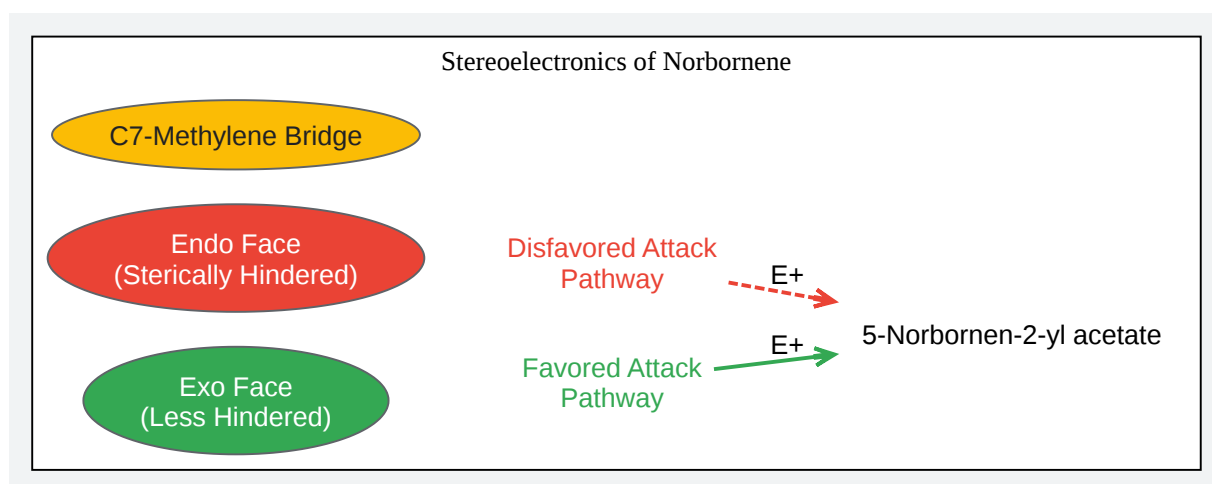 Stereoelectronics of Norbornene
C7-Methylene Bridge
Endo Face
(Sterically Hindered)
Disfavored Attack
Pathway
E+
5-Norbornen-2-yl acetate
E+
Favored Attack
Pathway
Exo Face
(Less Hindered)